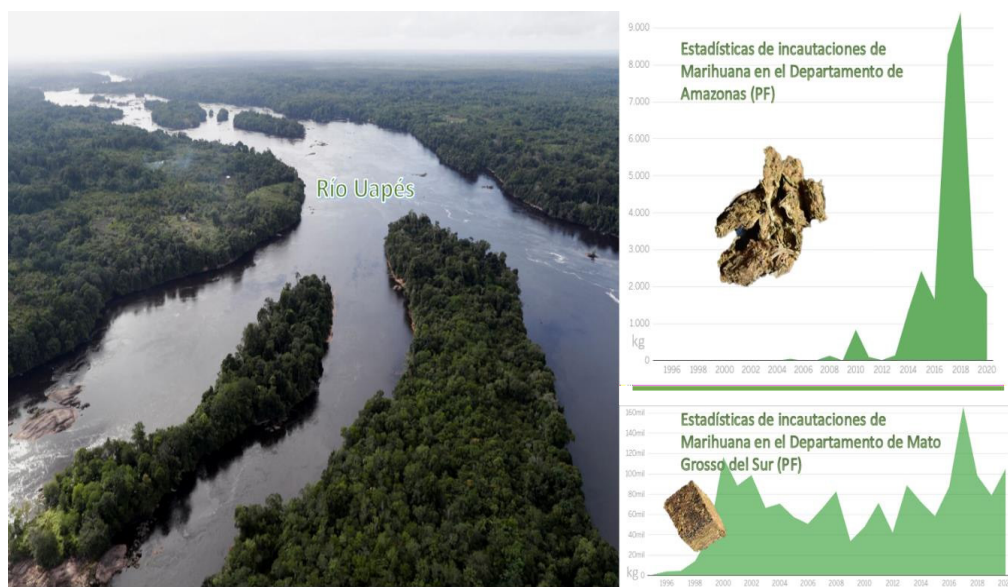 Río Uapés
Estadísticas de incautaciones de
Marihuana en el Departamento de
Amazonas (PF)
9.000
8.000
7.000
6.000
5.000
4.000
3.000
2.000
1.000
kg
0
1996 1998 2000 2002 2004 2006 2008 2010 2012 2014 2016 2018 2020
Estadísticas de incautaciones de
Marihuana en el Departamento de Mato
Grosso del Sur (PF)
160mil
140mil
120mil
100mil
80mil
60mil
40mil
20mil
kg 0
1996 1998 2000 2002 2004 2006 2008 2010 2012 2014 2016 2018